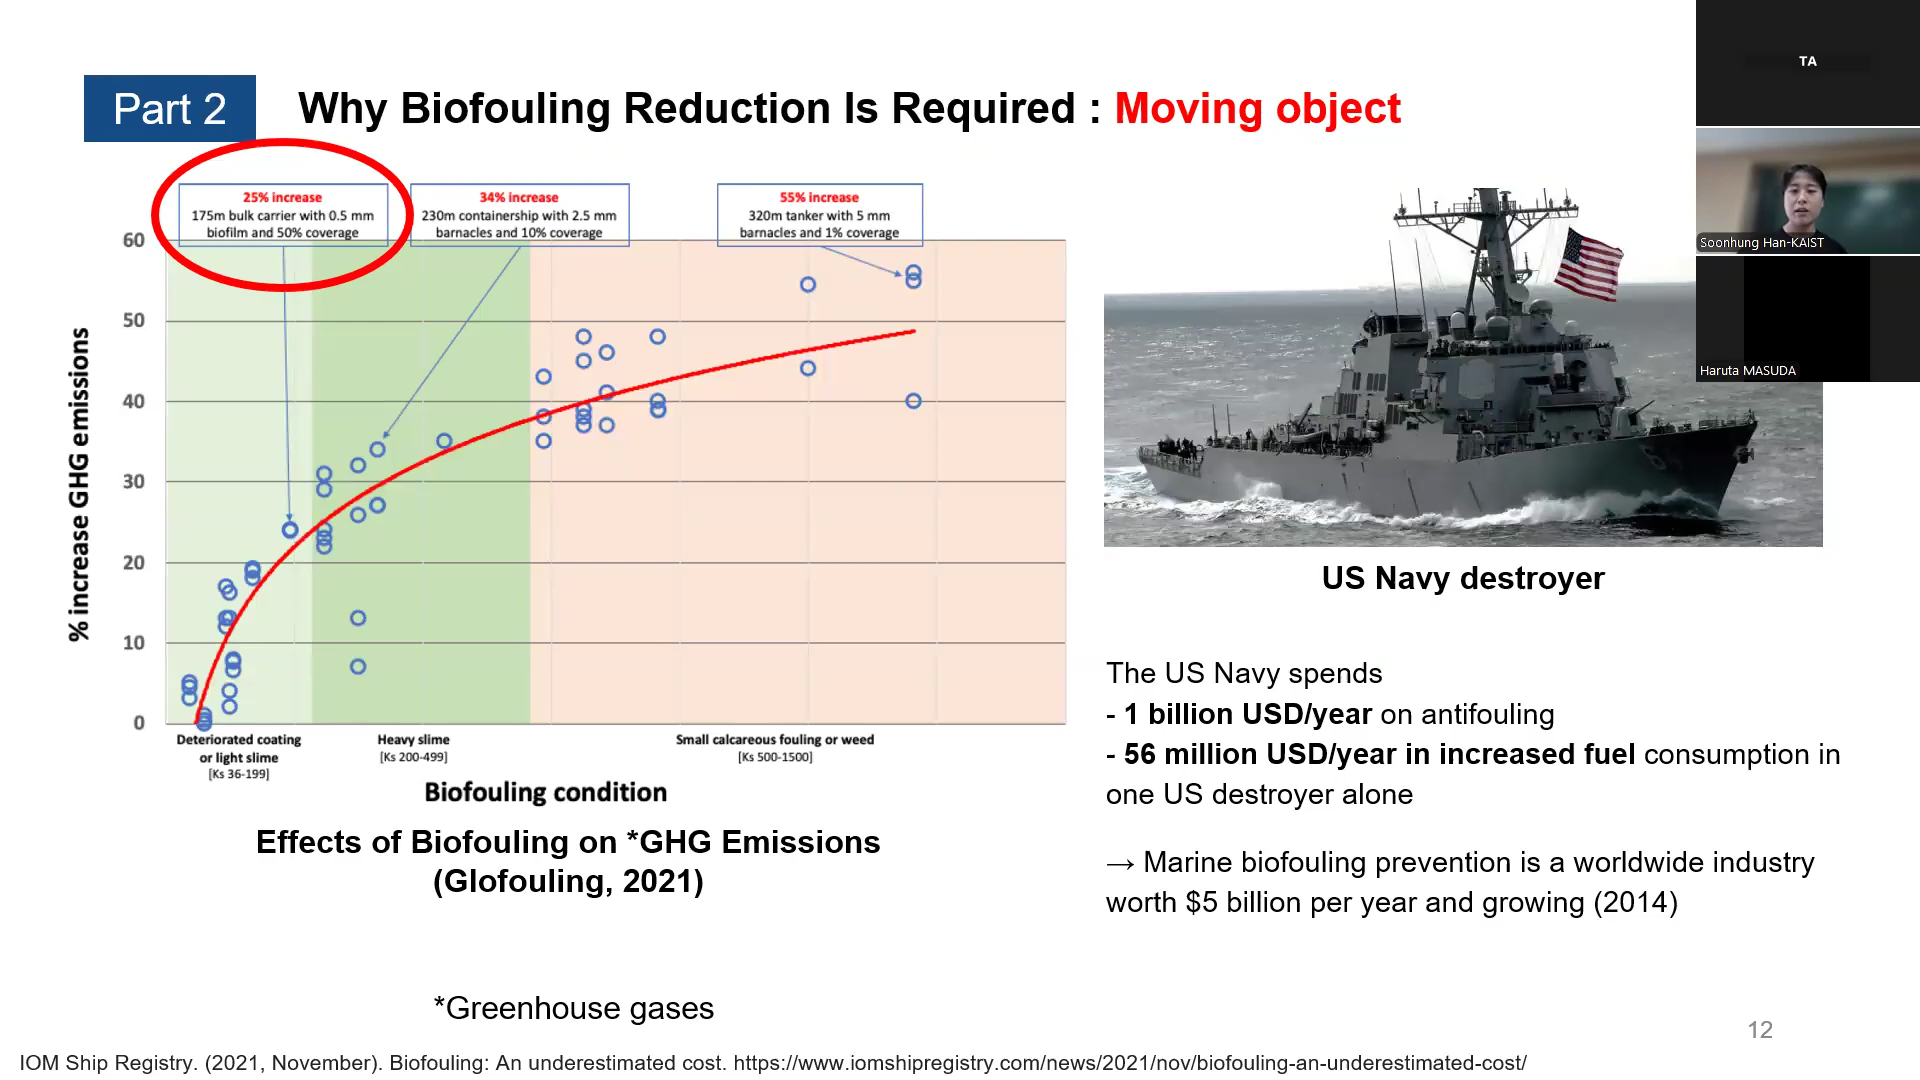 Part 2
Why Biofouling Reduction Is Required : Moving object
TA
Soonhung Han-KAIST
Haruta MASUDA
25% increase
175m bulk carrier with 0.5 mm
biofilm and 50% coverage
34% increase
230m containership with 2.5 mm
barnacles and 10% coverage
55% increase
320m tanker with 5 mm
barnacles and 1% coverage
% increase GHG emissions
60
50
40
30
20
10
0
Deteriorated coating
or light slime
[Ks 36-199]
Heavy slime
[Ks 200-499]
Small calcareous fouling or weed
[Ks 500-1500]
Biofouling condition
Effects of Biofouling on *GHG Emissions
(Glofouling, 2021)
*Greenhouse gases
US Navy destroyer
The US Navy spends
- 1 billion USD/year on antifouling
- 56 million USD/year in increased fuel consumption in
one US destroyer alone
→ Marine biofouling prevention is a worldwide industry
worth $5 billion per year and growing (2014)
12
IOM Ship Registry. (2021, November). Biofouling: An underestimated cost. https://www.iomshipregistry.com/news/2021/nov/biofouling-an-underestimated-cost/